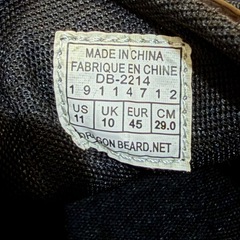 MADE IN CHINA
FABRIQUE EN CHINE
DB-2214
19114712
US UK EUR CM
11 10 45 29.0
BEARD.NET